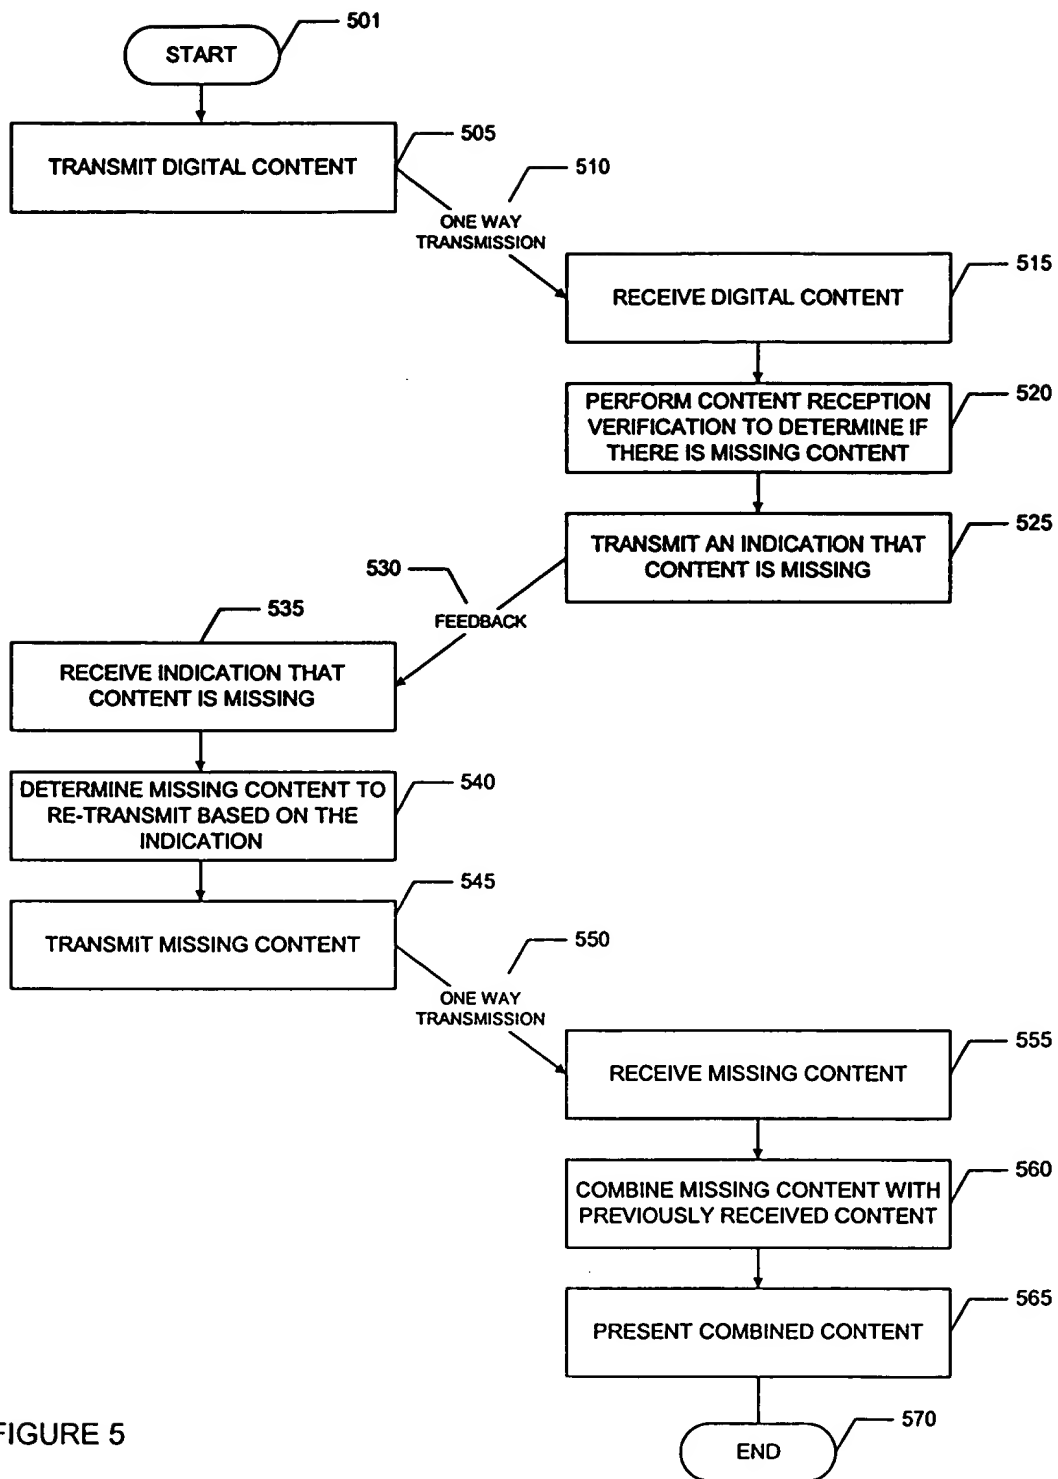 501
START
505
TRANSMIT DIGITAL CONTENT
510
ONE WAY
TRANSMISSION
515
RECEIVE DIGITAL CONTENT
520
PERFORM CONTENT RECEPTION
VERIFICATION TO DETERMINE IF
THERE IS MISSING CONTENT
525
TRANSMIT AN INDICATION THAT
CONTENT IS MISSING
530
FEEDBACK
535
RECEIVE INDICATION THAT
CONTENT IS MISSING
540
DETERMINE MISSING CONTENT TO
RE-TRANSMIT BASED ON THE
INDICATION
545
TRANSMIT MISSING CONTENT
550
ONE WAY
TRANSMISSION
555
RECEIVE MISSING CONTENT
560
COMBINE MISSING CONTENT WITH
PREVIOUSLY RECEIVED CONTENT
565
PRESENT COMBINED CONTENT
570
END
FIGURE 5